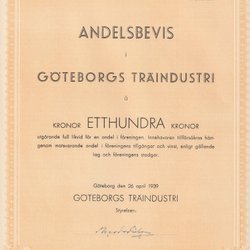 ANDELSBEVIS
i
GÖTEBORGS TRÄINDUSTRI
å
KRONOR ETTHUNDRA KRONOR
utgörande full likvid för en andel i föreningen. Innehavaren tillförsäkras här-
genom motsvarande andel i föreningens tillgångar och vinst, enligt gällande
lag och föreningens stadgar.
Göteborg den 26 april 1939
GÖTEBORGS TRÄINDUSTRI
Styrelsen: